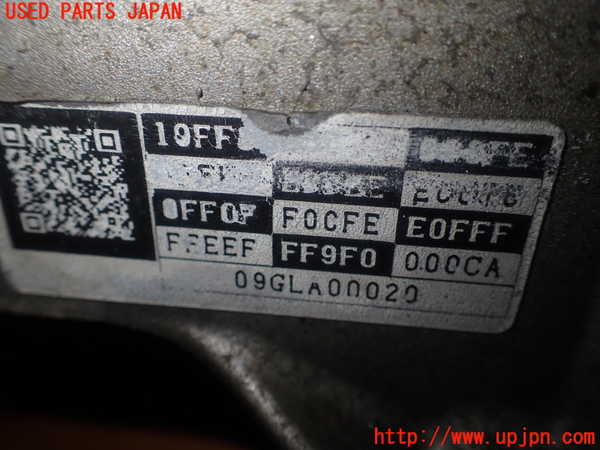 USED PARTS JAPAN
10FF
0FF0F F0CFE E0FFF
FFEEF FF9F0 000CA
09GLA00020
http://www.upjpn.com